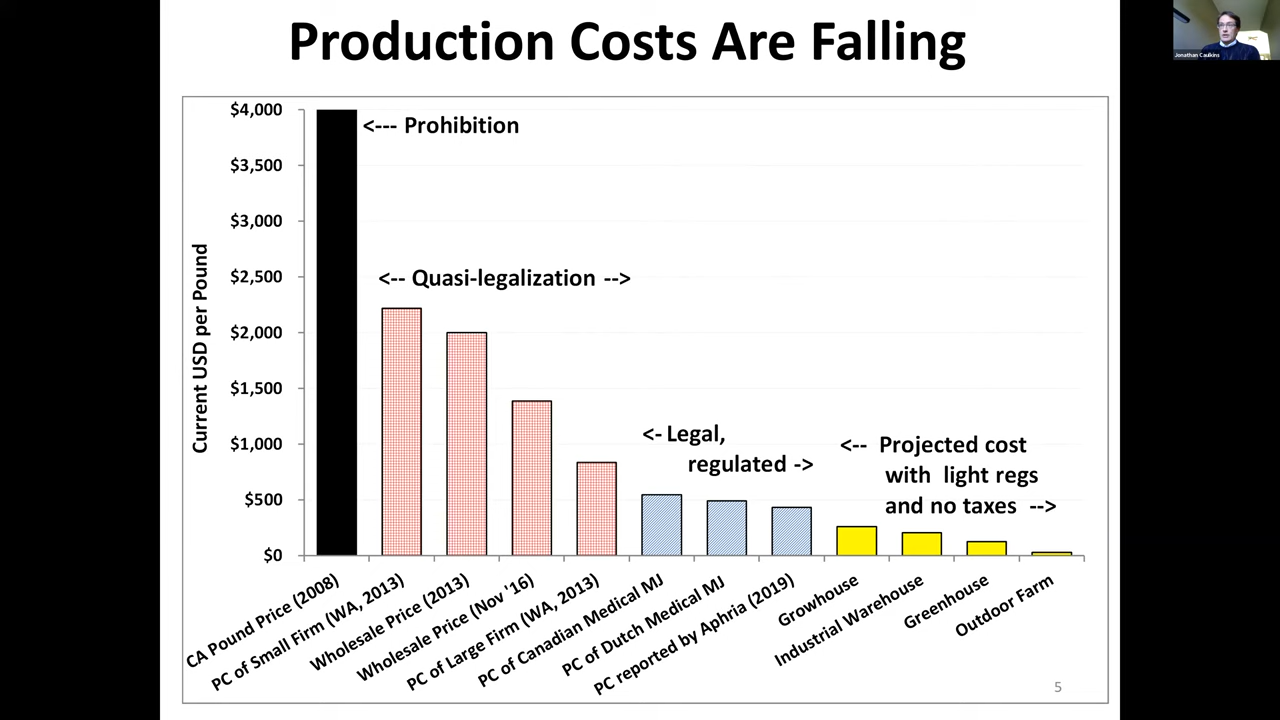 Production Costs Are Falling
Jonathan Caulkins
$4,000
$3,500
$3,000
$2,500
$2,000
$1,500
$1,000
$500
$0
Current USD per Pound
<--- Prohibition
<-- Quasi-legalization -->
<- Legal,
regulated ->
<-- Projected cost
with light regs
and no taxes -->
CA Pound Price (2008)
PC of Small Firm (WA, 2013)
Wholesale Price (2013)
Wholesale Price (Nov '16)
PC of Large Firm (WA, 2013)
PC of Canadian Medical MJ
PC of Dutch Medical MJ
PC reported by Aphria (2019)
Growhouse
Industrial Warehouse
Greenhouse
Outdoor Farm
5